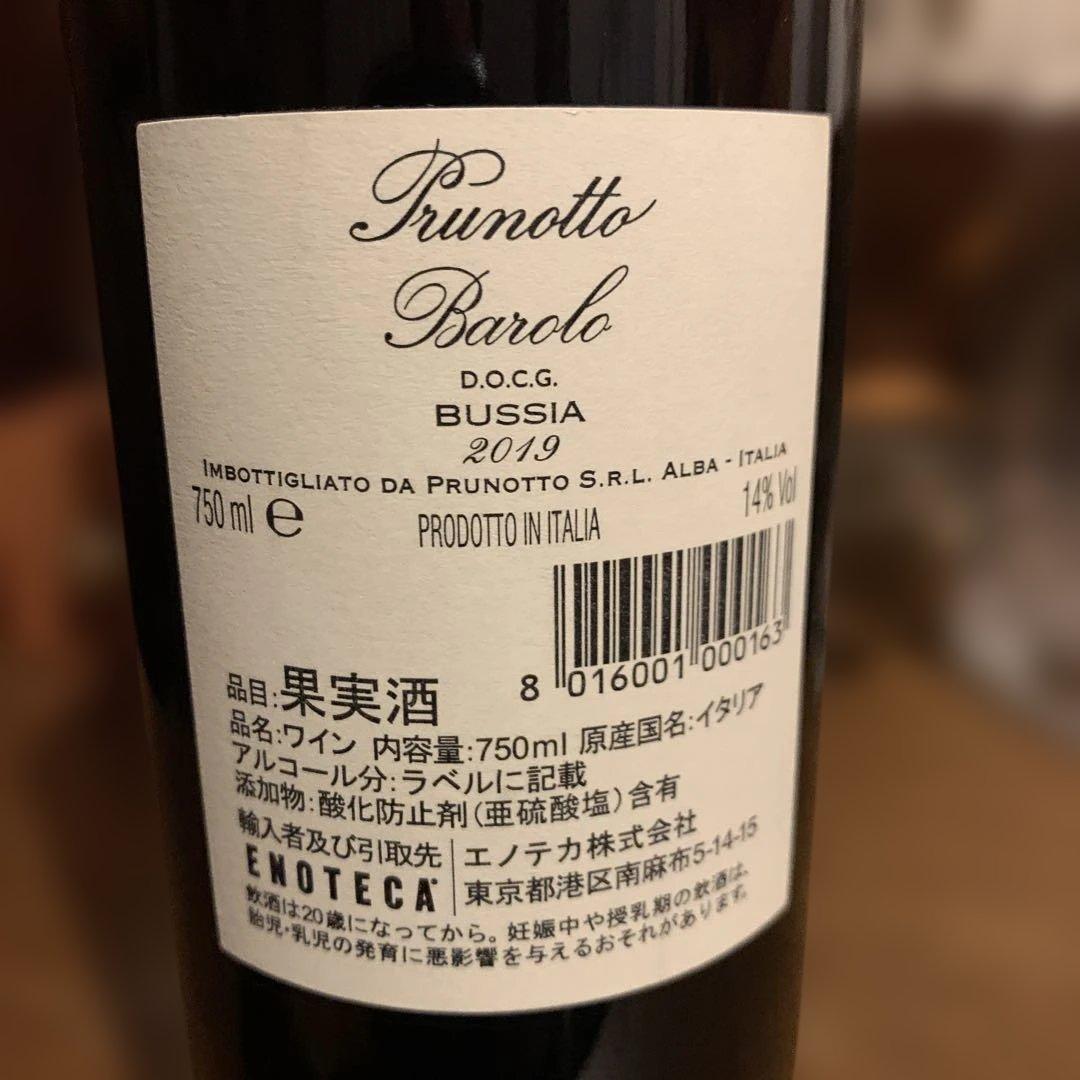 Prunotto
Barolo
D.O.C.G.
BUSSIA
2019
IMBOTTIGLIATO DA PRUNOTTO S.R.L. ALBA - ITALIA
750 ml ℮ PRODOTTO IN ITALIA 14% Vol
8 016001 000163
品目:果実酒
品名:ワイン 内容量:750ml 原産国名:イタリア
アルコール分:ラベルに記載
添加物:酸化防止剤(亜硫酸塩)含有
輸入者及び引取先
ENOTECA
エノテカ株式会社
東京都港区南麻布5-14-15
飲酒は20歳になってから。妊娠中や授乳期の飲酒は、
胎児・乳児の発育に悪影響を与えるおそれがあります。